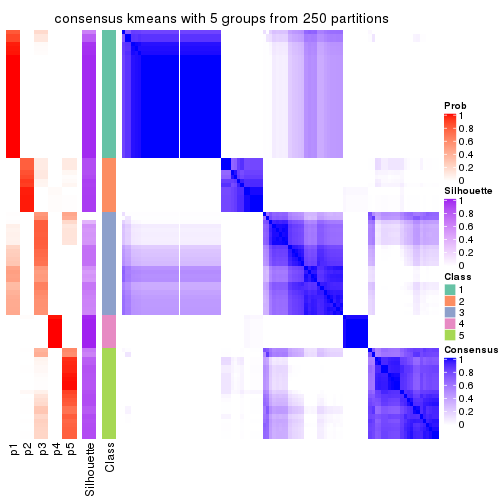 consensus kmeans with 5 groups from 250 partitions
Prob
1
0.8
0.6
0.4
0.2
0
Silhouette
1
0.8
0.6
0.4
0.2
0
Class
1
2
3
4
5
Consensus
1
0.8
0.6
0.4
0.2
0
p1
p2
p3
p4
p5
Silhouette
Class